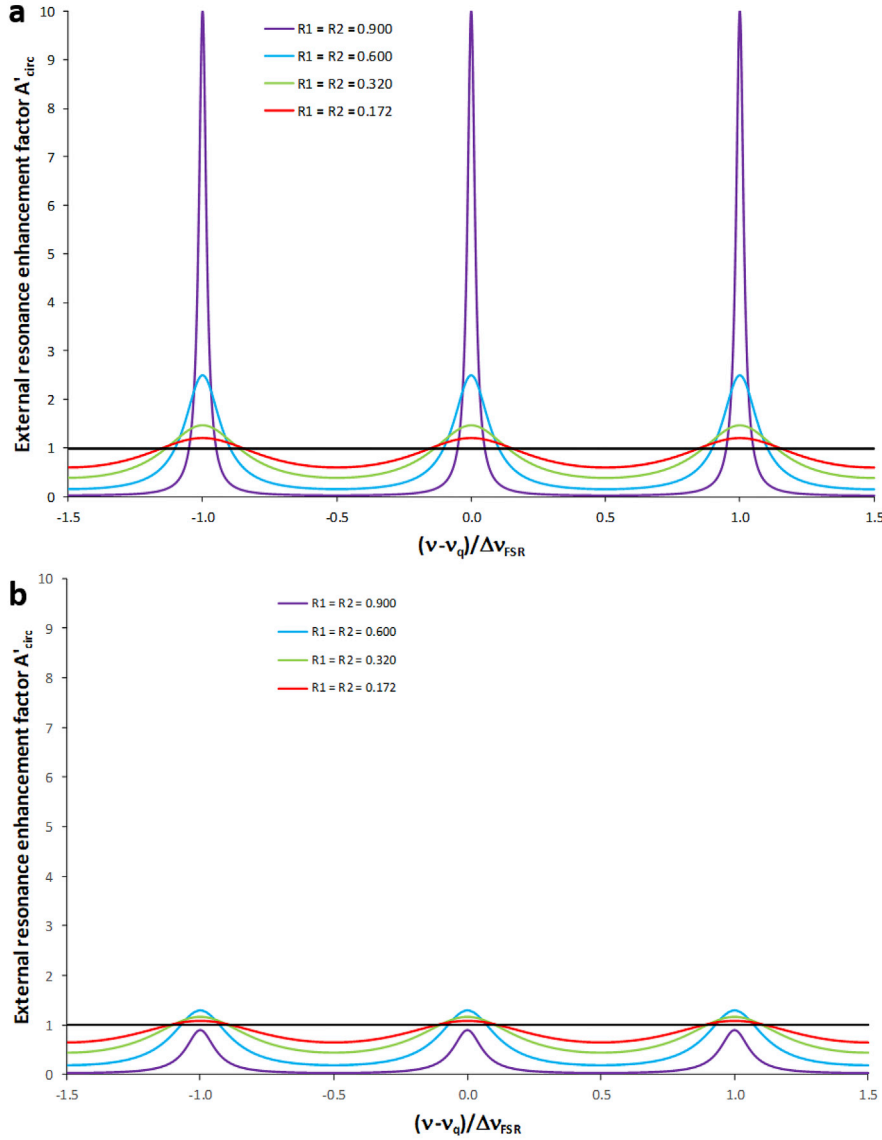 a
External resonance enhancement factor A'circ
10
9
8
7
6
5
4
3
2
1
0
R1 = R2 = 0.900
R1 = R2 = 0.600
R1 = R2 = 0.320
R1 = R2 = 0.172
-1.5 -1.0 -0.5 0.0 0.5 1.0 1.5
(ν-νq)/ΔνFSR
b
External resonance enhancement factor A'circ
10
9
8
7
6
5
4
3
2
1
0
R1 = R2 = 0.900
R1 = R2 = 0.600
R1 = R2 = 0.320
R1 = R2 = 0.172
-1.5 -1.0 -0.5 0.0 0.5 1.0 1.5
(ν-νq)/ΔνFSR